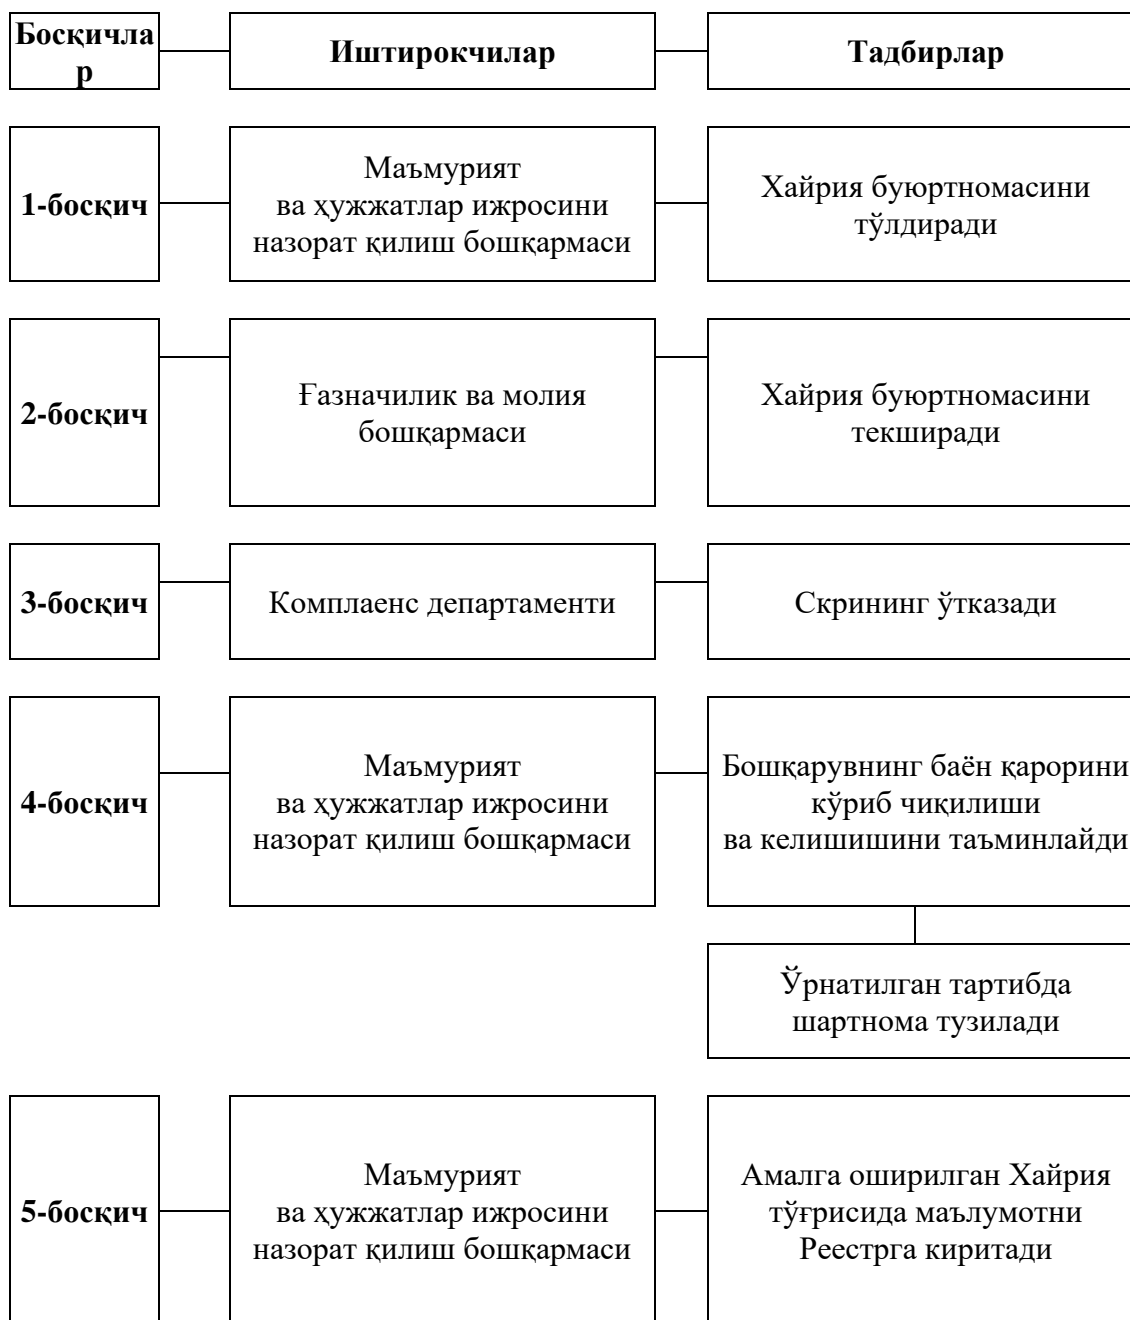 Босқичла
р
Иштирокчилар
Тадбирлар
1-босқич
Маъмурият
ва ҳужжатлар ижросини
назорат қилиш бошқармаси
Хайрия буюртномасини
тўлдиради
2-босқич
Ғазначилик ва молия
бошқармаси
Хайрия буюртномасини
текширади
3-босқич
Комплаенс департаменти
Скрининг ўтказади
4-босқич
Маъмурият
ва ҳужжатлар ижросини
назорат қилиш бошқармаси
Бошқарувнинг баён қарорини
кўриб чиқилиши
ва келишишини таъминлайди
Ўрнатилган тартибда
шартнома тузилади
5-босқич
Маъмурият
ва ҳужжатлар ижросини
назорат қилиш бошқармаси
Амалга оширилган Хайрия
тўғрисида маълумотни
Реестрга киритади